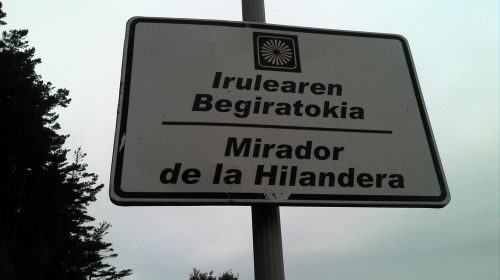 Irulearen
Begiratokia
Mirador
de la Hilandera